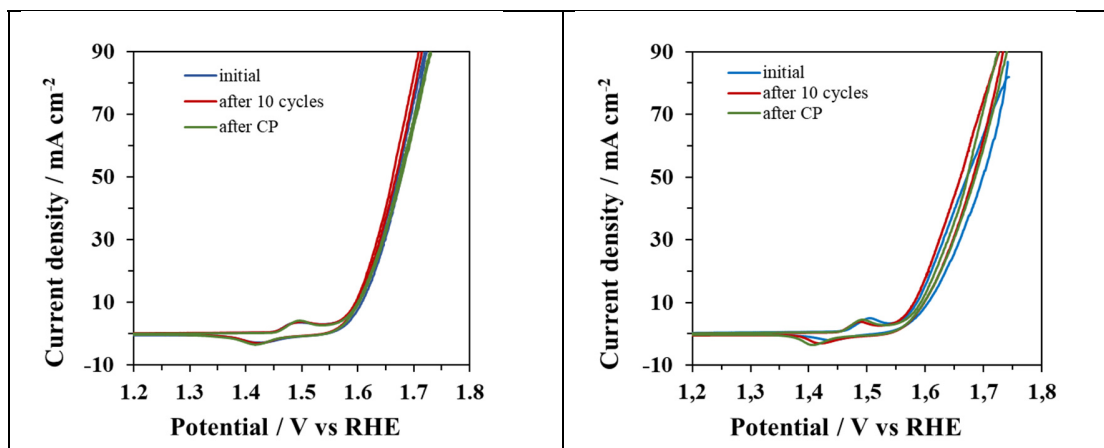 90
70
50
30
10
-10
Current density / mA cm⁻²
initial
after 10 cycles
after CP
1.2
1.3
1.4
1.5
1.6
1.7
1.8
Potential / V vs RHE
90
70
50
30
10
-10
Current density / mA cm⁻²
initial
after 10 cycles
after CP
1,2
1,3
1,4
1,5
1,6
1,7
1,8
Potential / V vs RHE